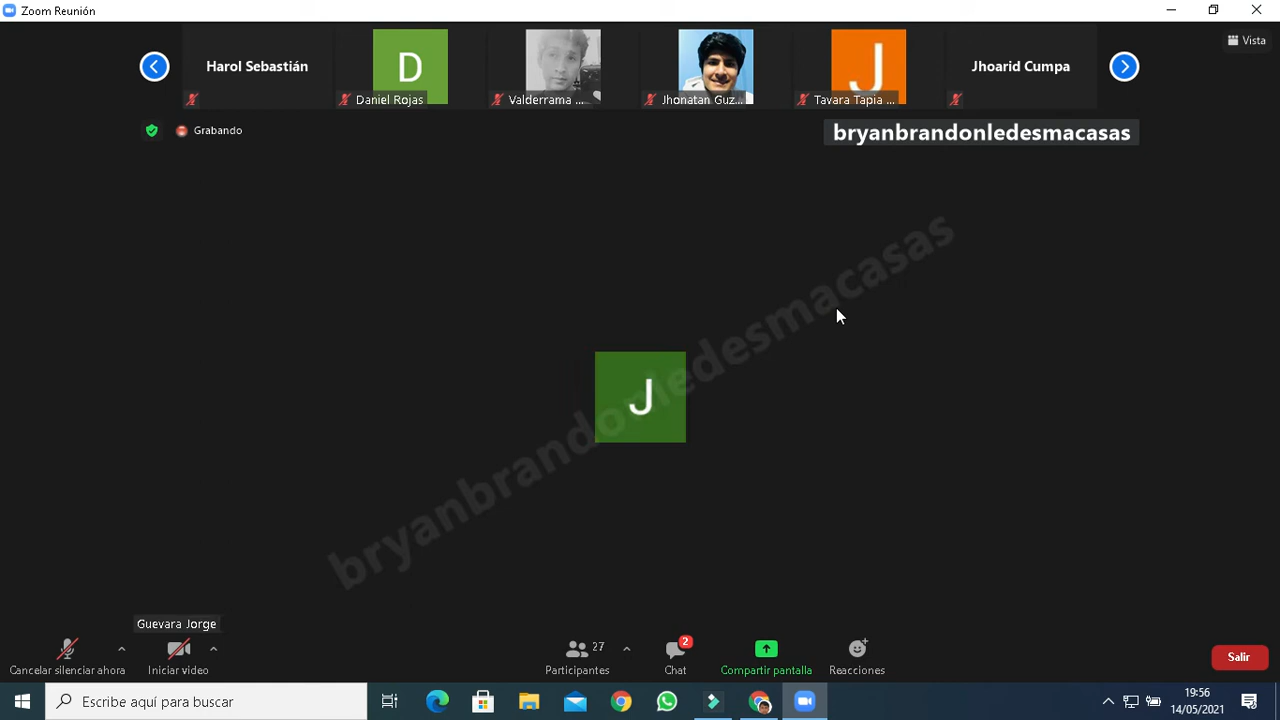 Zoom Reunión
Harol Sebastián
D
Daniel Rojas
Valderrama ...
Jhonatan Guz...
J
Tavara Tapia ...
Jhoarid Cumpa
Vista
Grabando
bryanbrandonledesmacasas
bryanbrandonledesmacasas
J
Guevara Jorge
Cancelar silenciar ahora
Iniciar video
27
Participantes
2
Chat
Compartir pantalla
Reacciones
Salir
Escribe aquí para buscar
19:56
14/05/2021